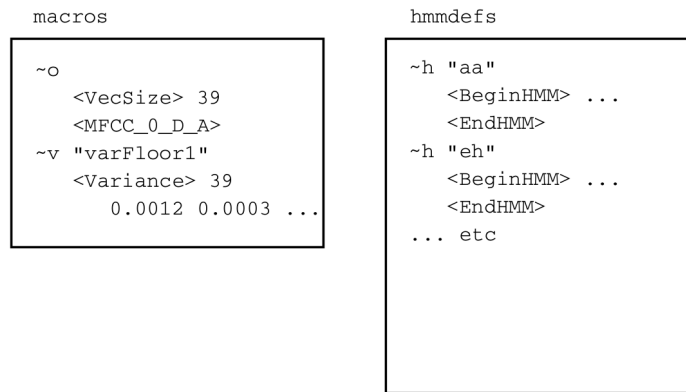 macros
~o
<VecSize> 39
<MFCC_0_D_A>
~v "varFloor1"
<Variance> 39
0.0012 0.0003 ...
hmmdefs
~h "aa"
<BeginHMM> ...
<EndHMM>
~h "eh"
<BeginHMM> ...
<EndHMM>
... etc